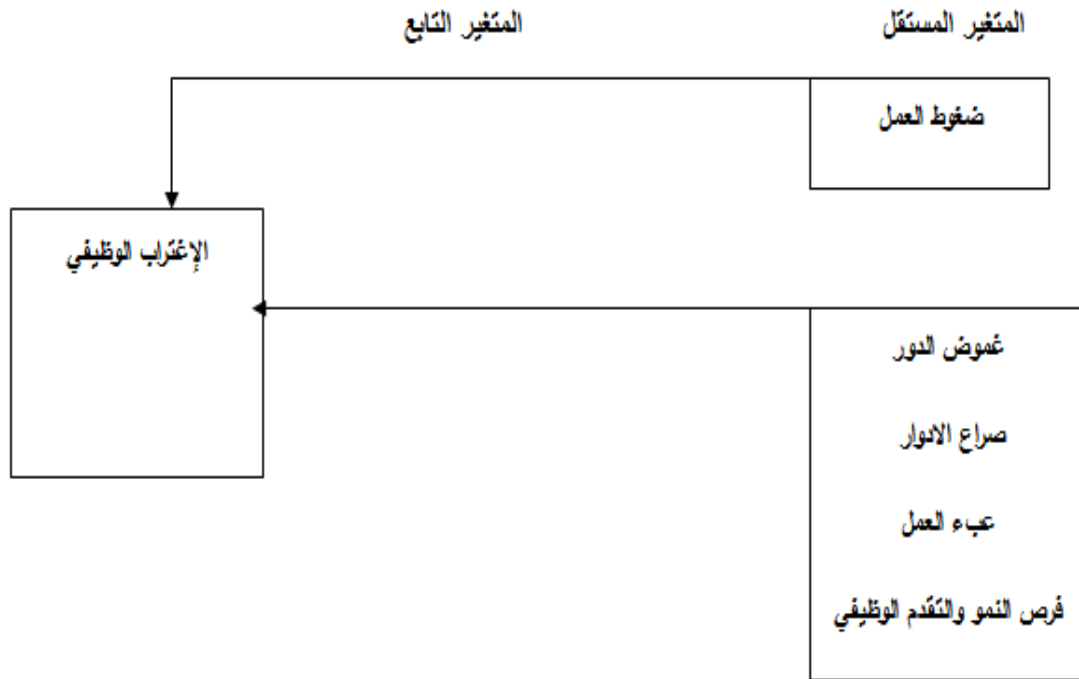 المتغير المستقل
المتغير التابع
ضغوط العمل
الإغتراب الوظيفي
غموض الدور
صراع الادوار
عبء العمل
فرص النمو والتقدم الوظيفي